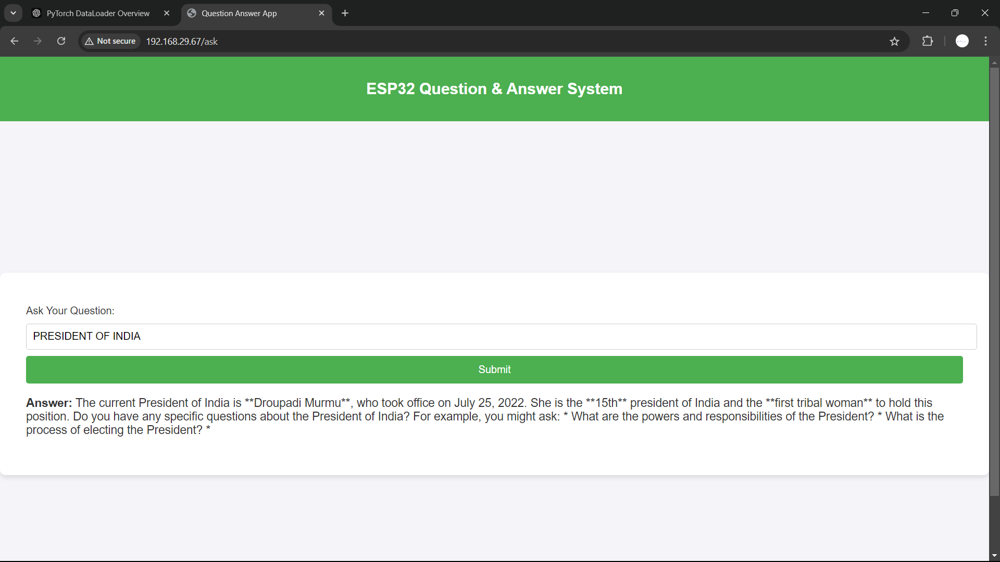 PyTorch DataLoader Overview
Question Answer App
Not secure
192.168.29.67/ask
ESP32 Question & Answer System
Ask Your Question:
PRESIDENT OF INDIA
Submit
Answer: The current President of India is **Droupadi Murmu**, who took office on July 25, 2022. She is the **15th** president of India and the **first tribal woman** to hold this
position. Do you have any specific questions about the President of India? For example, you might ask: * What are the powers and responsibilities of the President? * What is the
process of electing the President? *